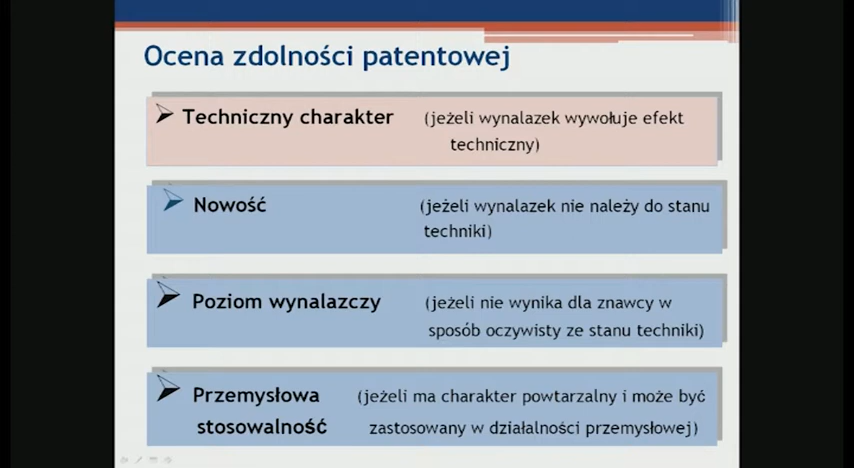 Ocena zdolności patentowej
Techniczny charakter (jeżeli wynalazek wywołuje efekt
techniczny)
Nowość (jeżeli wynalazek nie należy do stanu
techniki)
Poziom wynalazczy (jeżeli nie wynika dla znawcy w
sposób oczywisty ze stanu techniki)
Przemysłowa (jeżeli ma charakter powtarzalny i może być
stosowalność zastosowany w działalności przemysłowej)